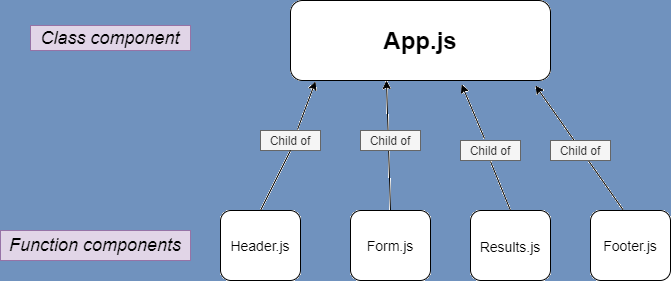 Class component
App.js
Child of
Child of
Child of
Child of
Function components
Header.js
Form.js
Results.js
Footer.js